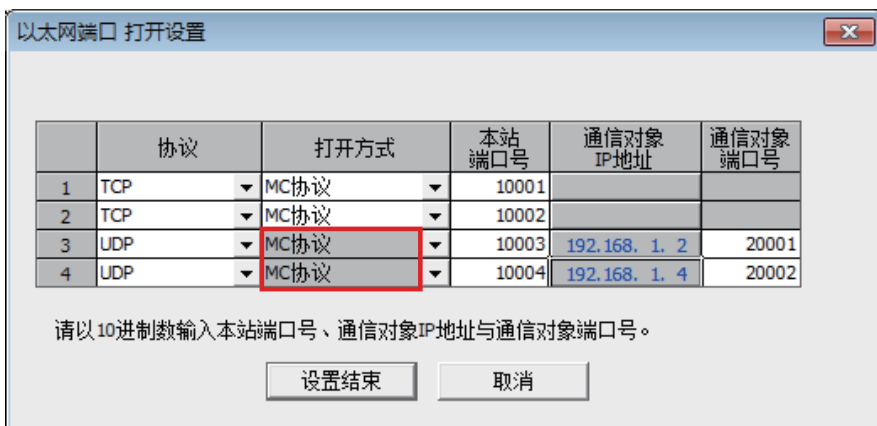 以太网端口 打开设置
协议 打开方式 本站端口号 通信对象IP地址 通信对象端口号
1 TCP MC协议 10001
2 TCP MC协议 10002
3 UDP MC协议 10003 192.168. 1. 2 20001
4 UDP MC协议 10004 192.168. 1. 4 20002
请以10进制数输入本站端口号、通信对象IP地址与通信对象端口号。
设置结束 取消